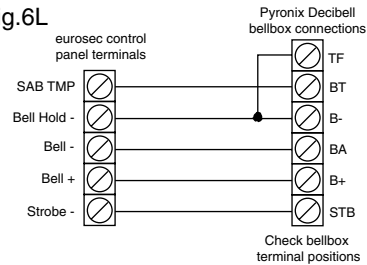 g.6L
Pyronix Decibell
bellbox connections
eurosec control
panel terminals
TF
SAB TMP
BT
Bell Hold -
B-
Bell -
BA
Bell +
B+
Strobe -
STB
Check bellbox
terminal positions